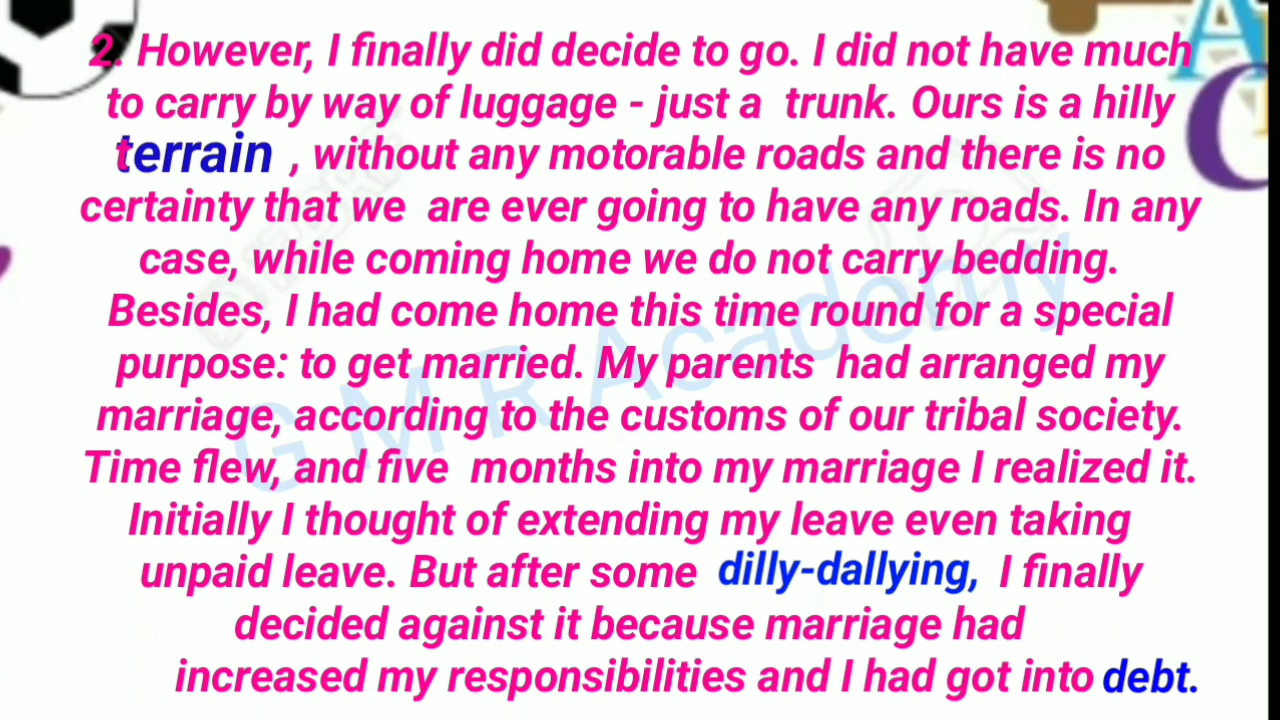 2. However, I finally did decide to go. I did not have much
to carry by way of luggage - just a trunk. Ours is a hilly
terrain , without any motorable roads and there is no
certainty that we are ever going to have any roads. In any
case, while coming home we do not carry bedding.
Besides, I had come home this time round for a special
purpose: to get married. My parents had arranged my
marriage, according to the customs of our tribal society.
Time flew, and five months into my marriage I realized it.
Initially I thought of extending my leave even taking
unpaid leave. But after some dilly-dallying, I finally
decided against it because marriage had
increased my responsibilities and I had got into debt.
G M R Academy